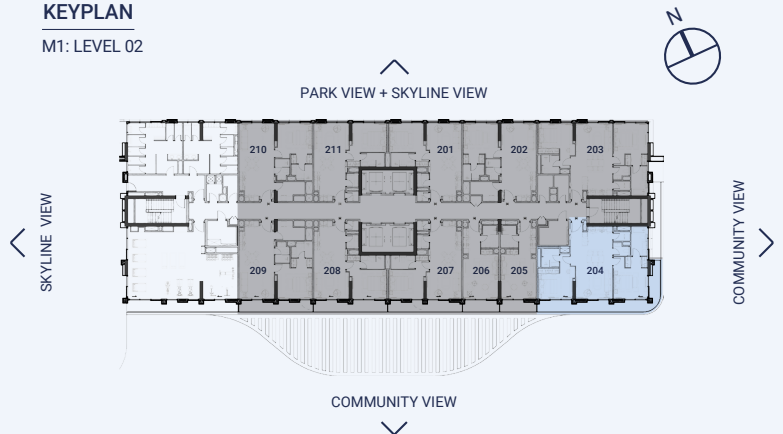 KEYPLAN
M1: LEVEL 02
N
PARK VIEW + SKYLINE VIEW
210 211 201 202 203
SKYLINE VIEW
COMMUNITY VIEW
209 208 207 206 205 204
COMMUNITY VIEW